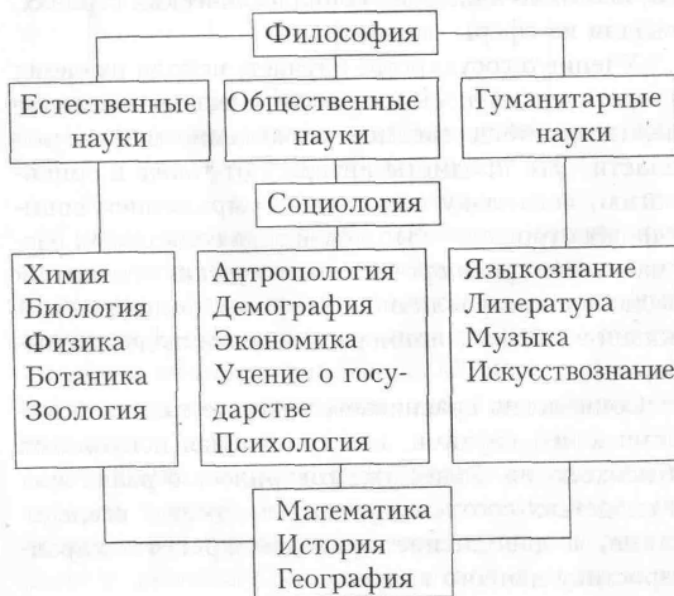 Философия
Естественные науки
Общественные науки
Гуманитарные науки
Социология
Химия
Биология
Физика
Ботаника
Зоология
Антропология
Демография
Экономика
Учение о госу-
дарстве
Психология
Языкознание
Литература
Музыка
Искусствознание
Математика
История
География